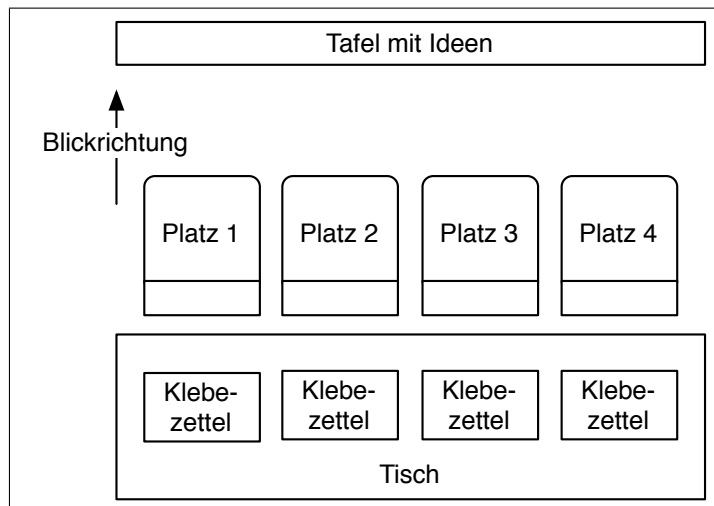 Tafel mit Ideen
Blickrichtung
Platz 1 Platz 2 Platz 3 Platz 4
Klebe- Klebe- Klebe- Klebe-
zettel zettel zettel zettel
Tisch